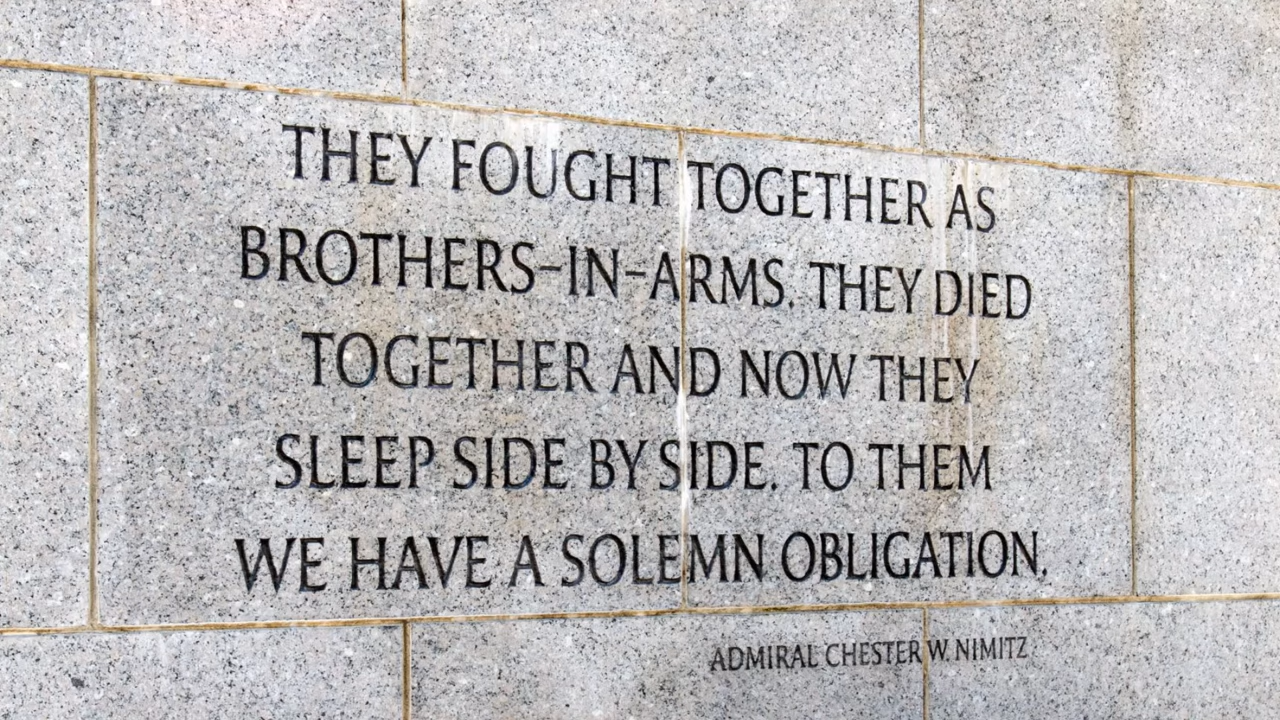 THEY FOUGHT TOGETHER AS
BROTHERS-IN-ARMS. THEY DIED
TOGETHER AND NOW THEY
SLEEP SIDE BY SIDE. TO THEM
WE HAVE A SOLEMN OBLIGATION.
ADMIRAL CHESTER W. NIMITZ